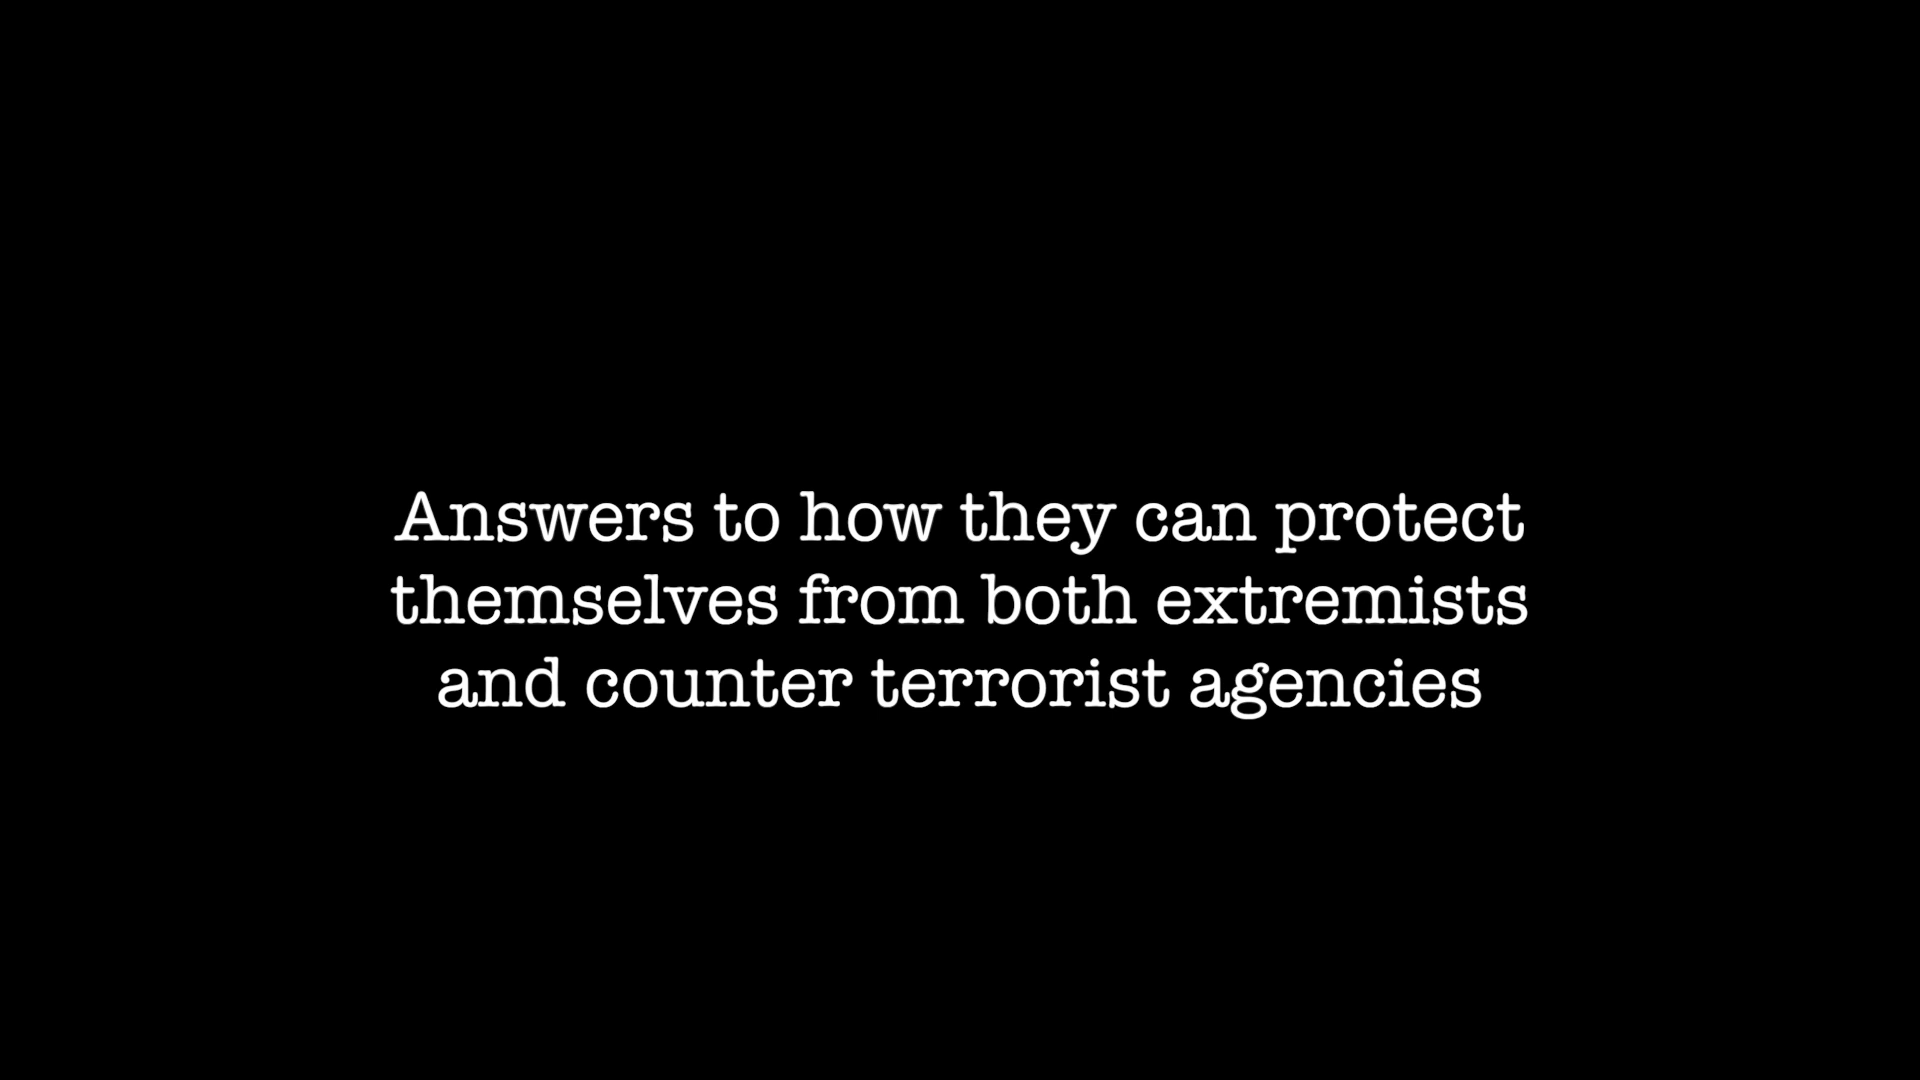 Answers to how they can protect
themselves from both extremists
and counter terrorist agencies